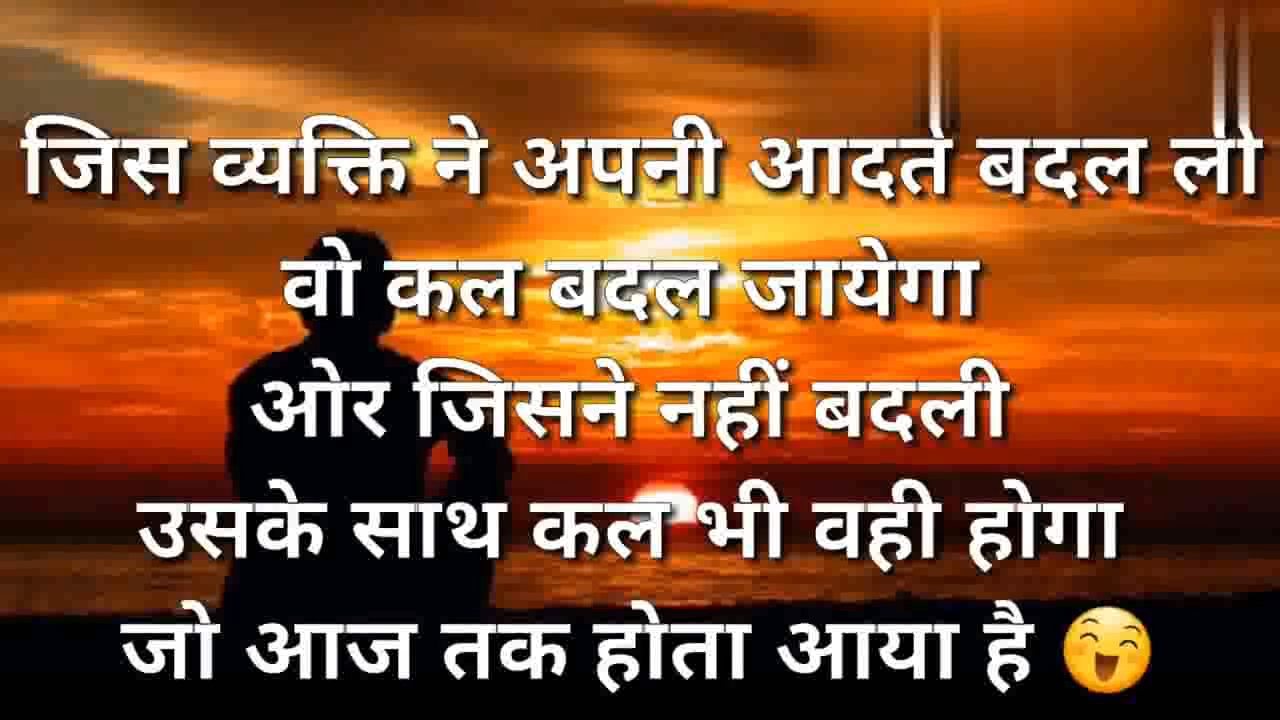 जिस व्यक्ति ने अपनी आदते बदल लो
वो कल बदल जायेगा
ओर जिसने नहीं बदली
उसके साथ कल भी वही होगा
जो आज तक होता आया है 😄